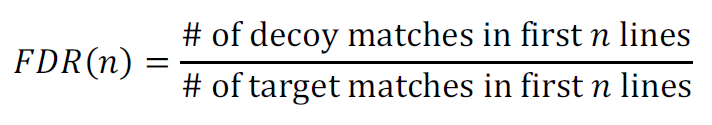 FDR(n) = # of decoy matches in first n lines / # of target matches in first n lines